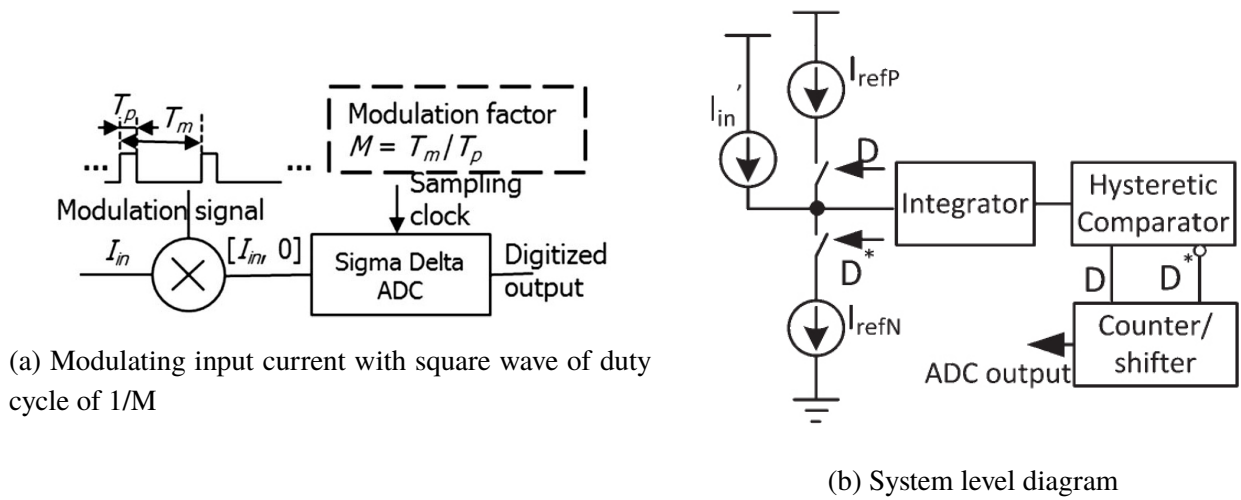 T_p
T_m
... ...
Modulation factor
M = T_m / T_p
Sampling
clock
Modulation signal
I_in
[I_in, 0]
Sigma Delta
ADC
Digitized
output
(a) Modulating input current with square wave of duty
cycle of 1/M
I_refP
I_in'
D
Integrator
Hysteretic
Comparator
D*
D D*
I_refN
Counter/
shifter
ADC output
(b) System level diagram